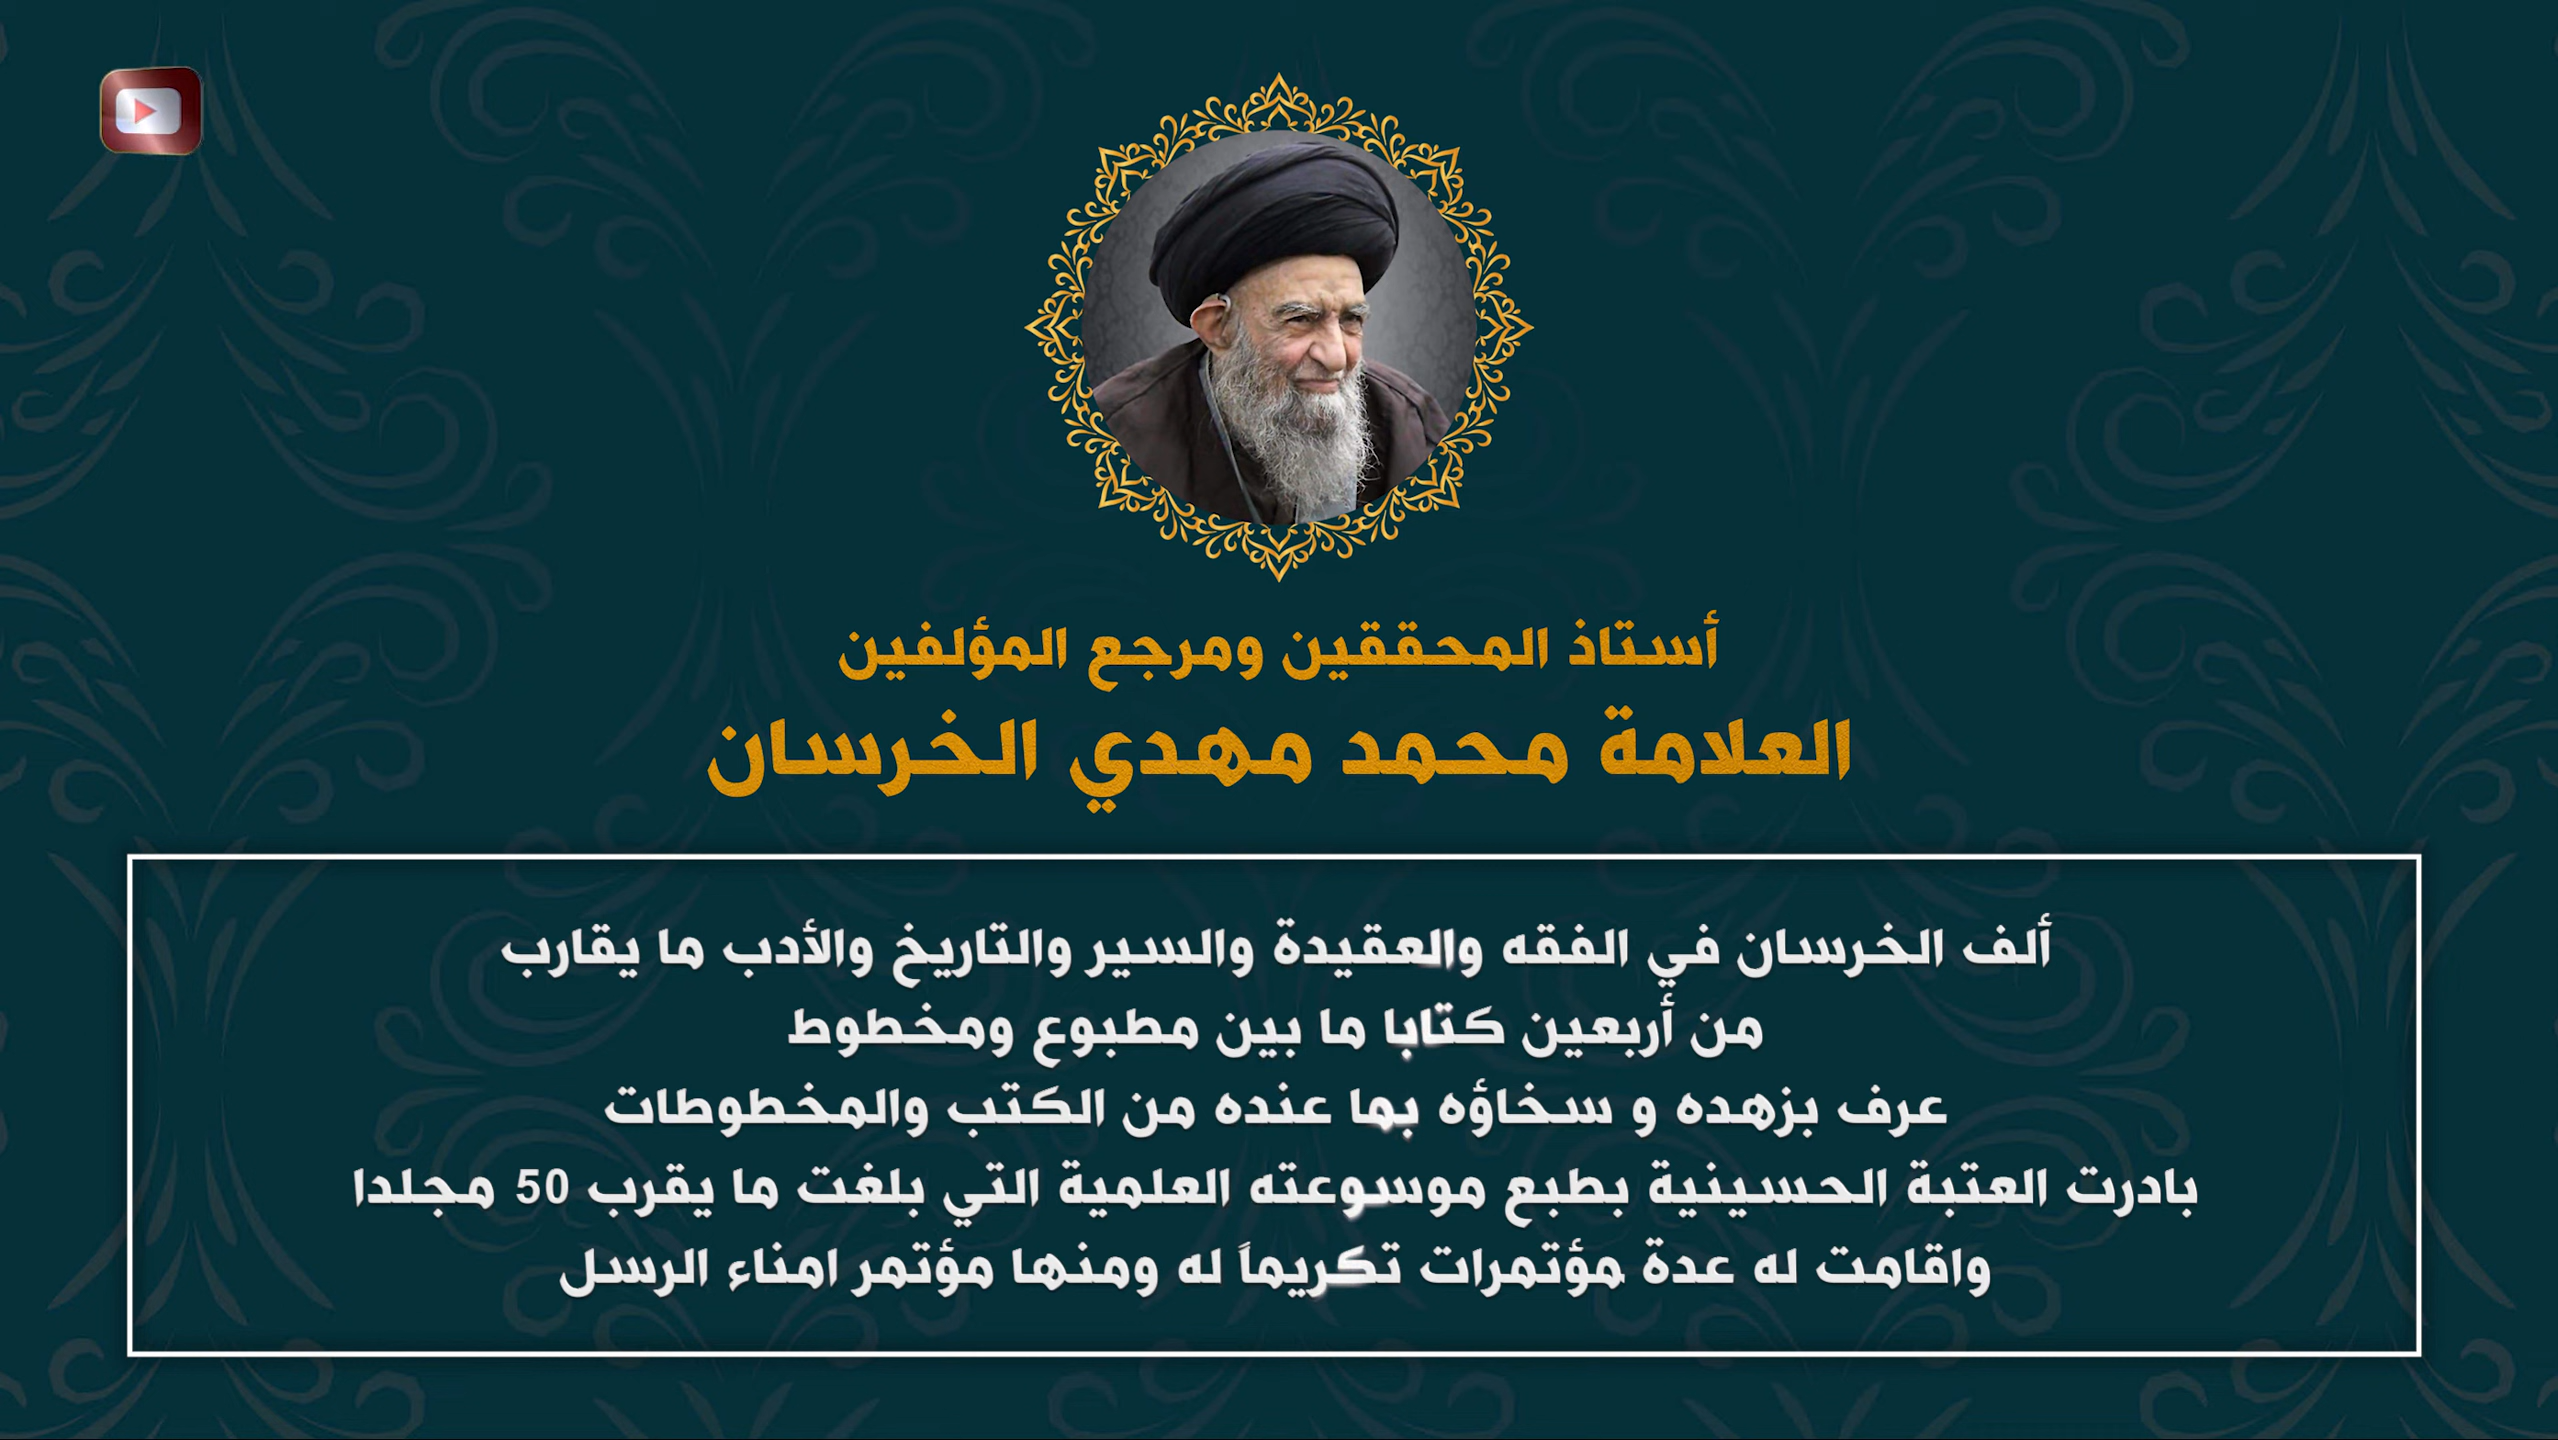 أستاذ المحققين ومرجع المؤلفين
العلامة محمد مهدي الخرسان
ألف الخرسان في الفقه والعقيدة والسير والتاريخ والأدب ما يقارب
من أربعين كتابا ما بين مطبوع ومخطوط
عرف بزهده و سخاؤه بما عنده من الكتب والمخطوطات
بادرت العتبة الحسينية بطبع موسوعته العلمية التي بلغت ما يقرب 50 مجلدا
واقامت له عدة مؤتمرات تكريماً له ومنها مؤتمر امناء الرسل